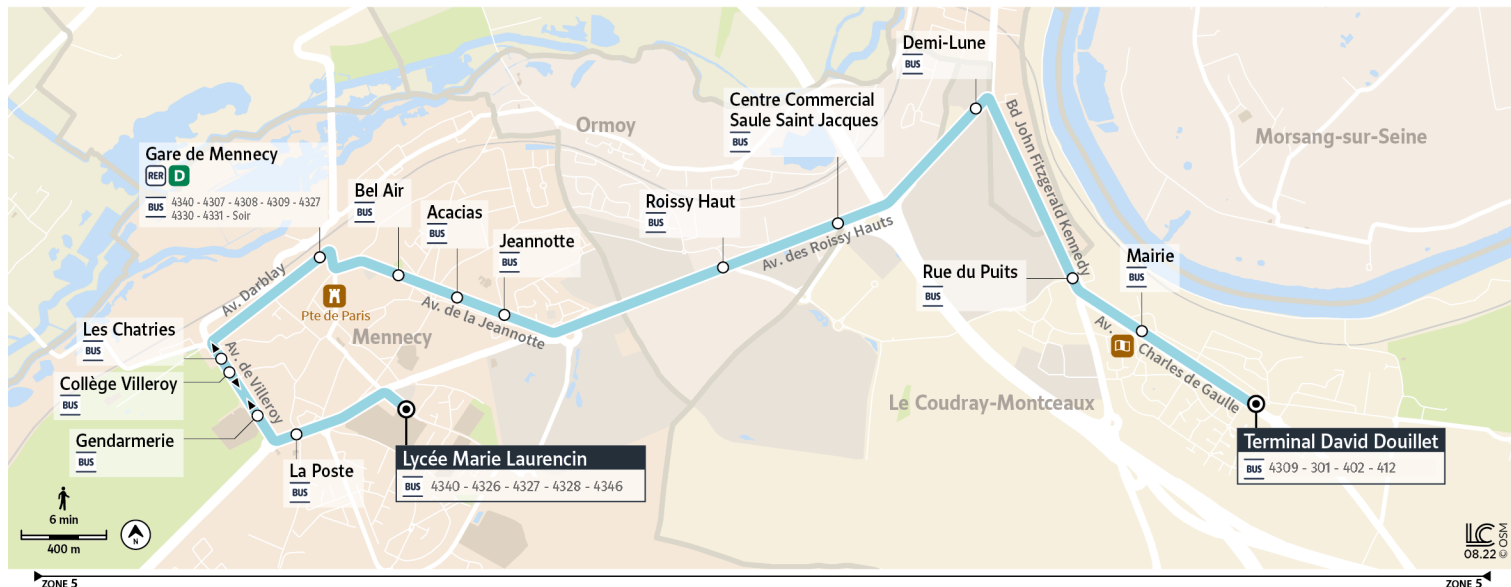 Demi-Lune
BUS
Centre Commercial
Saule Saint Jacques
BUS
Bd John Fitzgerald Kennedy
Ormoy
Morsang-sur-Seine
Gare de Mennecy
RER D
BUS 4340 - 4307 - 4308 - 4309 - 4327
4330 - 4331 - Soir
Bel Air
BUS
Acacias
BUS
Jeannotte
BUS
Roissy Haut
BUS
Av. des Roissy Hauts
Rue du Puits
BUS
Mairie
BUS
Av. Darblay
Pte de Paris
Av. de la Jeannotte
Mennecy
Les Chatries
BUS
Av. de Villeroy
Collège Villeroy
BUS
Gendarmerie
BUS
La Poste
BUS
Lycée Marie Laurencin
BUS 4340 - 4326 - 4327 - 4328 - 4346
Av. Charles de Gaulle
Le Coudray-Montceaux
Terminal David Douillet
BUS 4309 - 301 - 402 - 412
6 min
400 m
N
LC
08.22
© OSM
ZONE 5
ZONE 5